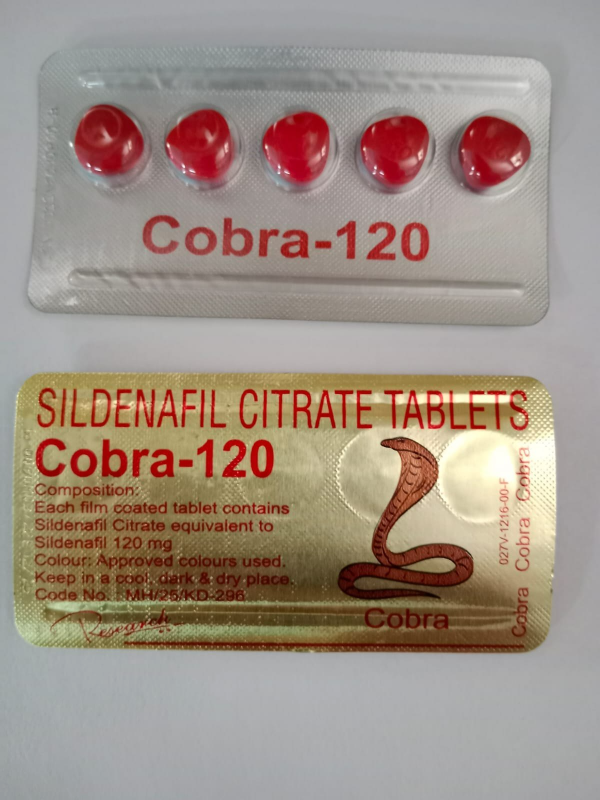 Cobra-120
SILDENAFIL CITRATE TABLETS
Cobra-120
Composition:
Each film coated tablet contains
Sildenafil Citrate equivalent to
Sildenafil 120 mg
Colour: Approved colours used.
Keep in a cool, dark & dry place.
Code No. : MH/25/KD-296
Research
Cobra
027V-1216-00-F
Cobra Cobra Cobra